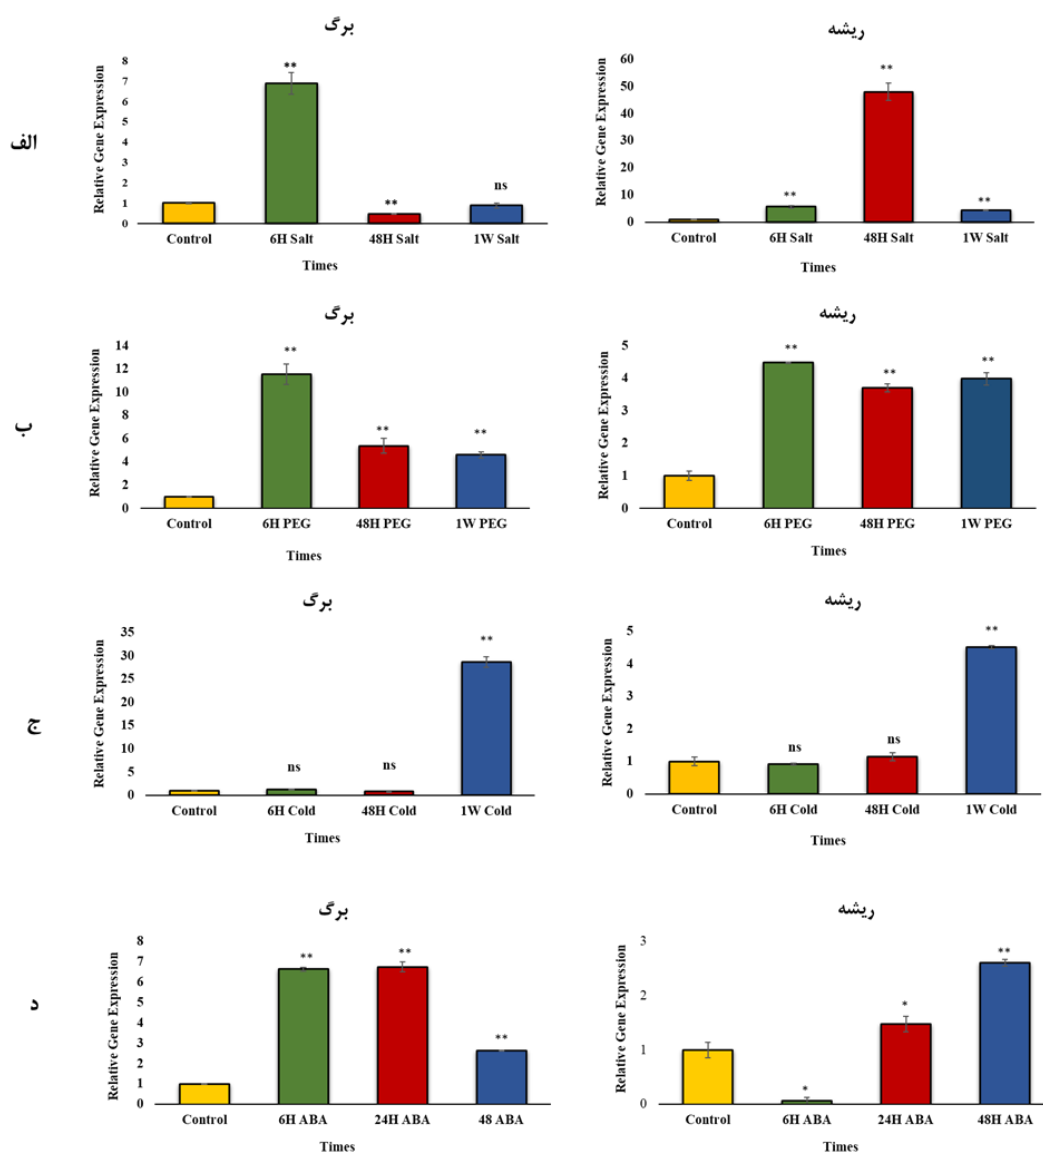 برگ
ریشه
الف
Relative Gene Expression
8
7
6
5
4
3
2
1
0
**
**
ns
Control
6H Salt
48H Salt
1W Salt
Times
Relative Gene Expression
60
50
40
30
20
10
0
**
**
**
Control
6H Salt
48H Salt
1W Salt
Times
برگ
ریشه
ب
Relative Gene Expression
14
12
10
8
6
4
2
0
**
**
**
Control
6H PEG
48H PEG
1W PEG
Times
Relative Gene Expression
5
4
3
2
1
0
**
**
**
Control
6H PEG
48H PEG
1W PEG
Times
برگ
ریشه
ج
Relative Gene Expression
35
30
25
20
15
10
5
0
ns
ns
**
Control
6H Cold
48H Cold
1W Cold
Times
Relative Gene Expression
5
4
3
2
1
0
ns
ns
**
Control
6H Cold
48H Cold
1W Cold
Times
برگ
ریشه
د
Relative Gene Expression
8
7
6
5
4
3
2
1
0
**
**
**
Control
6H ABA
24H ABA
48 ABA
Times
Relative Gene Expression
3
2
1
0
*
*
**
Control
6H ABA
24H ABA
48H ABA
Times